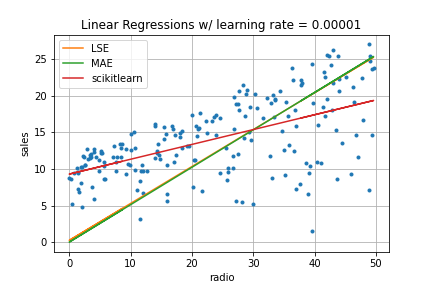 Linear Regressions w/ learning rate = 0.00001
LSE
MAE
scikitlearn
25
20
15
10
5
0
sales
0
10
20
30
40
50
radio